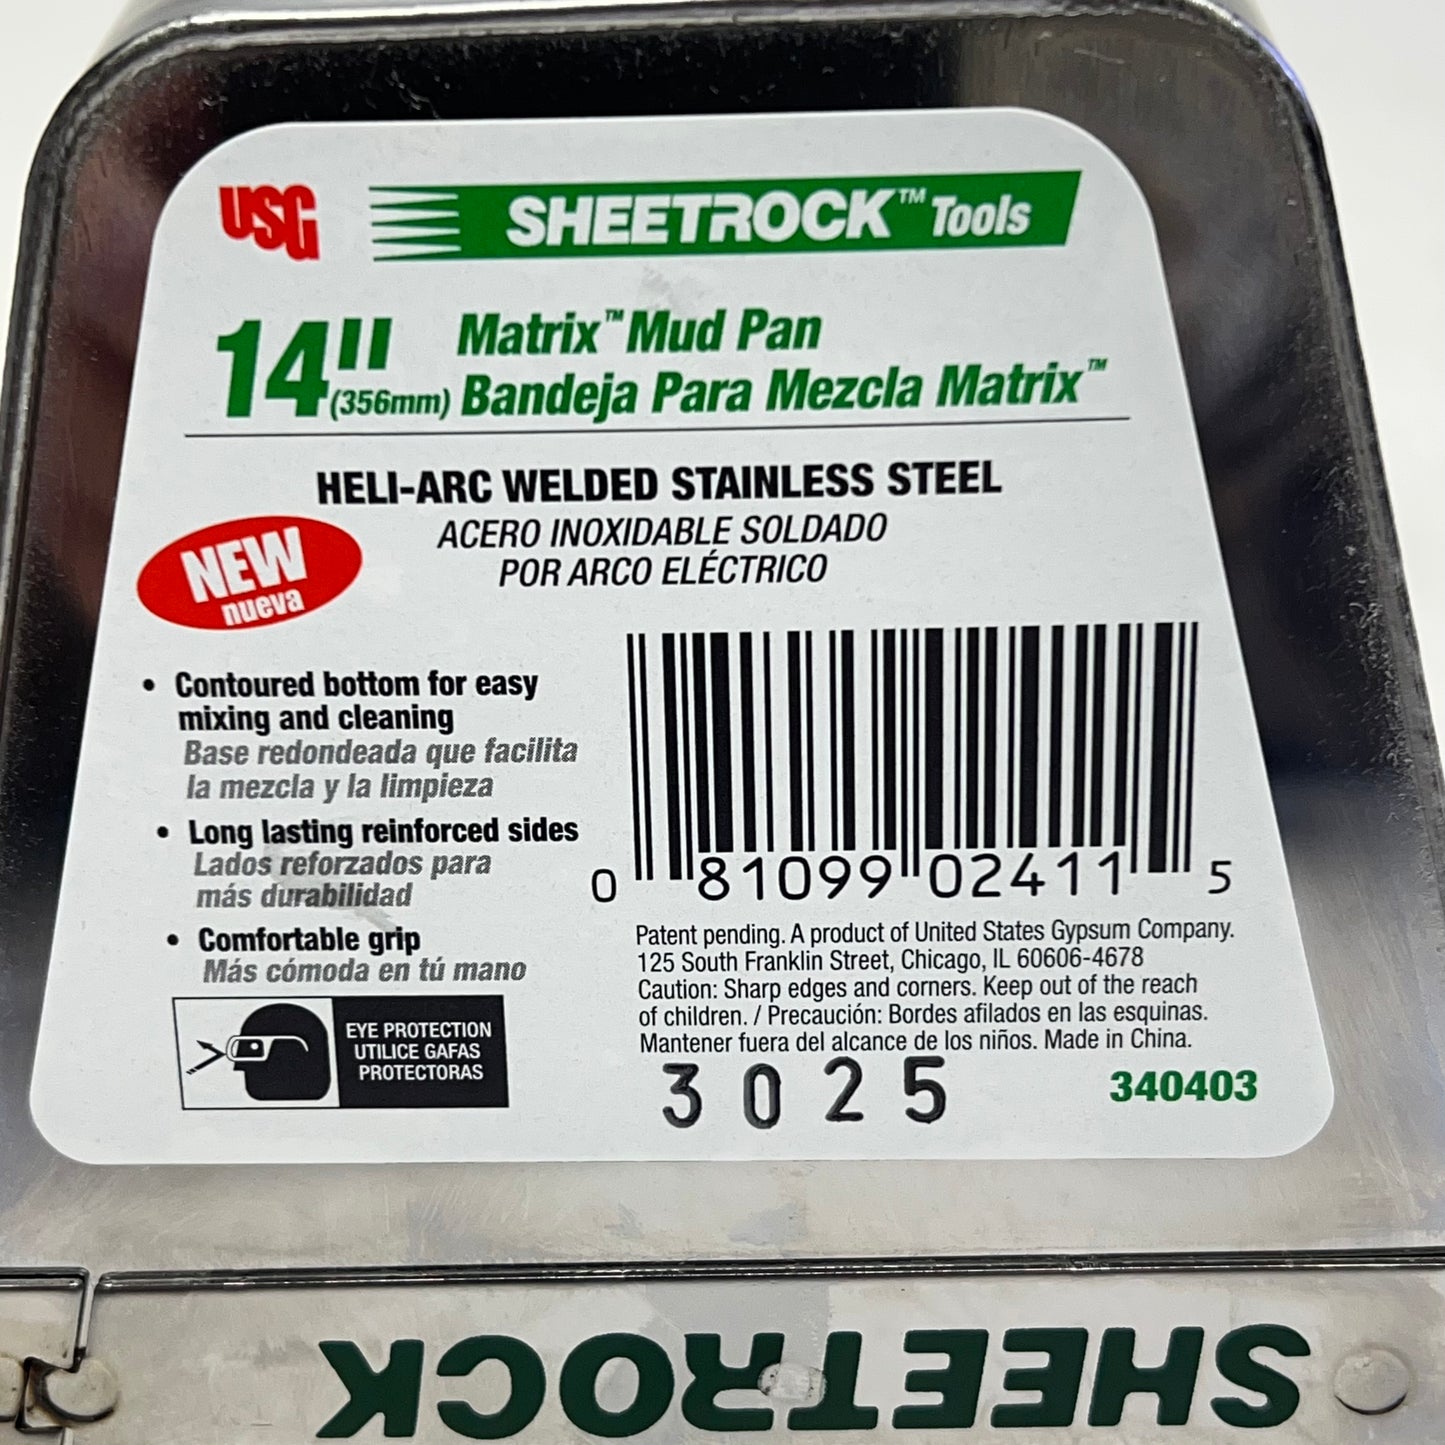 USG SHEETROCK™ Tools
14" (356mm) Matrix™ Mud Pan
Bandeja Para Mezcla Matrix™
HELI-ARC WELDED STAINLESS STEEL
ACERO INOXIDABLE SOLDADO
POR ARCO ELÉCTRICO
NEW
nueva
• Contoured bottom for easy
mixing and cleaning
Base redondeada que facilita
la mezcla y la limpieza
• Long lasting reinforced sides
Lados reforzados para
más durabilidad
• Comfortable grip
Más cómoda en tú mano
EYE PROTECTION
UTILICE GAFAS
PROTECTORAS
0 81099 02411 5
Patent pending. A product of United States Gypsum Company.
125 South Franklin Street, Chicago, IL 60606-4678
Caution: Sharp edges and corners. Keep out of the reach
of children. / Precaución: Bordes afilados en las esquinas.
Mantener fuera del alcance de los niños. Made in China.
3025
340403
SHEETROCK